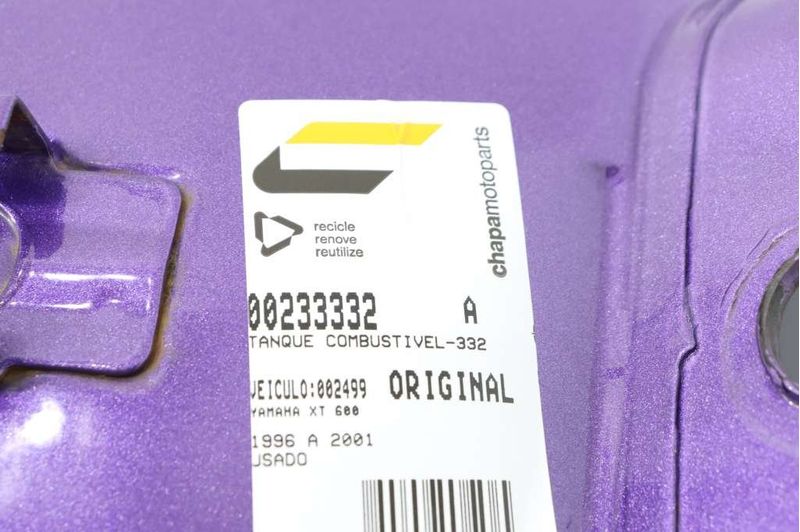 chapamotoparts
recicle
renove
reutilize
00233332 A
TANQUE COMBUSTIVEL-332
VEICULO:002499 ORIGINAL
YAMAHA XT 600
1996 A 2001
USADO